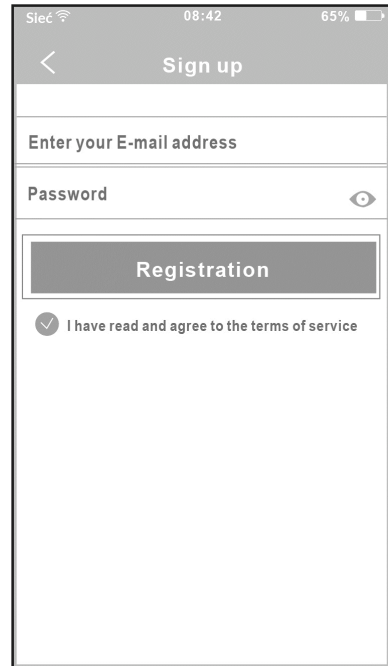 Sieć 08:42 65%
Sign up
Enter your E-mail address
Password
Registration
I have read and agree to the terms of service